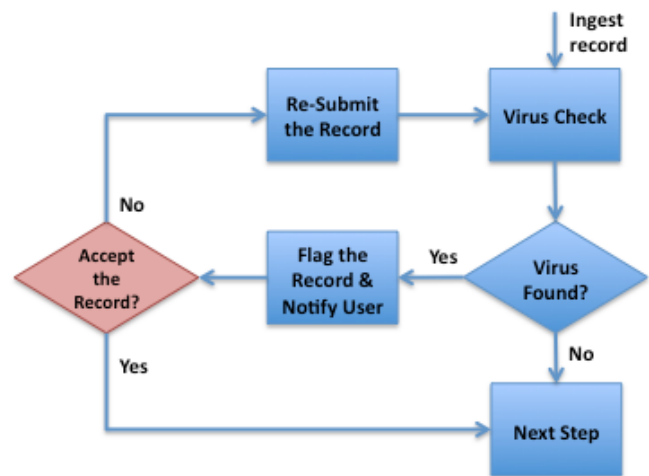 Ingest
record
Re-Submit
the Record
Virus Check
No
Accept
the
Record?
Flag the
Record &
Notify User
Yes
Virus
Found?
Yes
No
Next Step